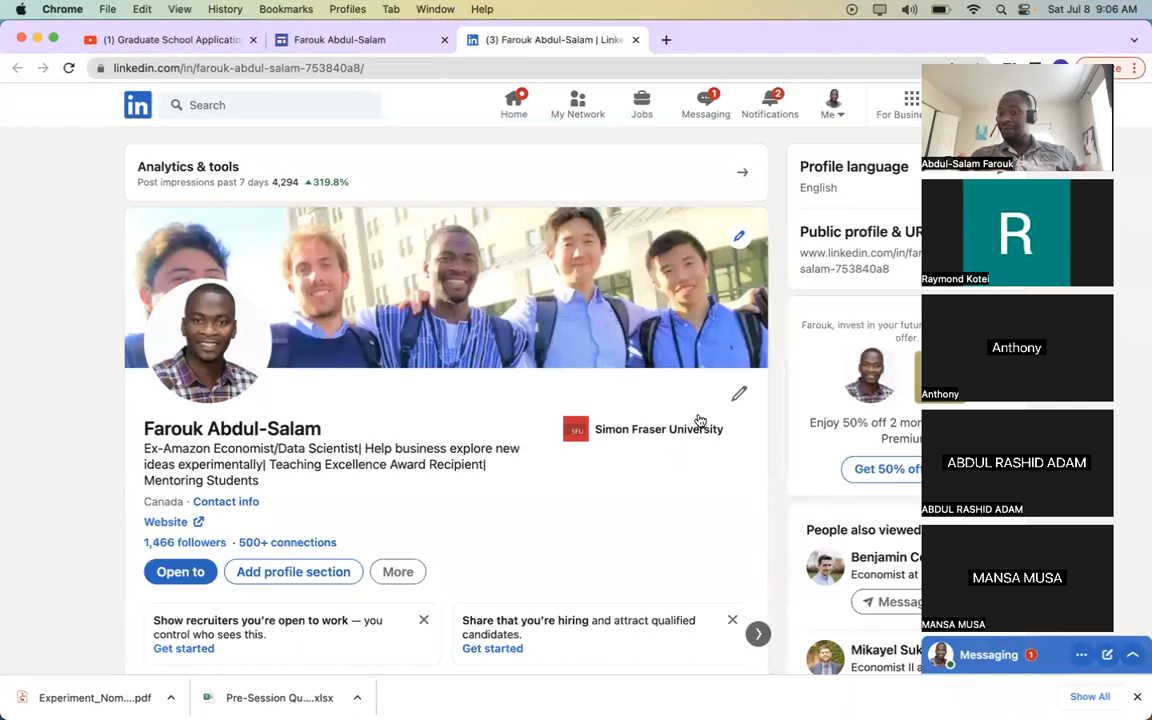 Chrome File Edit View History Bookmarks Profiles Tab Window Help
Sat Jul 8 9:06 AM
(1) Graduate School Applicatio
Farouk Abdul-Salam
(3) Farouk Abdul-Salam | Linke
linkedin.com/in/farouk-abdul-salam-753840a8/
in
Search
Home
My Network
Jobs
1
Messaging
2
Notifications
Me
For Busin
Analytics & tools
Post impressions past 7 days 4,294 ▲319.8%
SFU
Simon Fraser University
Farouk Abdul-Salam
Ex-Amazon Economist/Data Scientist| Help business explore new
ideas experimentally| Teaching Excellence Award Recipient|
Mentoring Students
Canada · Contact info
Website
1,466 followers · 500+ connections
Open to
Add profile section
More
Show recruiters you're open to work — you
control who sees this.
Get started
Share that you're hiring and attract qualified
candidates.
Get started
Profile language
English
Public profile & UR
www.linkedin.com/in/far
salam-753840a8
Farouk, invest in your futur
offer.
Enjoy 50% off 2 mor
Premium
Get 50% off
People also viewed
Benjamin Co
Economist at
Messag
Mikayel Suk
Economist II a
Abdul-Salam Farouk
R
Raymond Kotei
Anthony
Anthony
ABDUL RASHID ADAM
ABDUL RASHID ADAM
MANSA MUSA
MANSA MUSA
Messaging 1
Experiment_Nom....pdf
Pre-Session Qu....xlsx
Show All